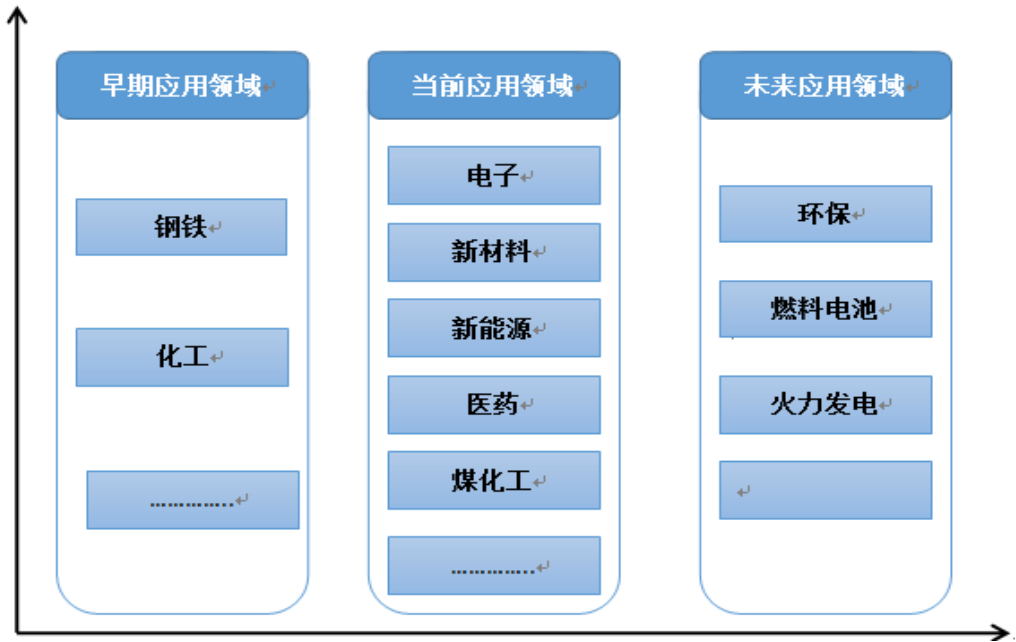 早期应用领域
钢铁
化工
…………..
当前应用领域
电子
新材料
新能源
医药
煤化工
…………..
未来应用领域
环保
燃料电池
火力发电